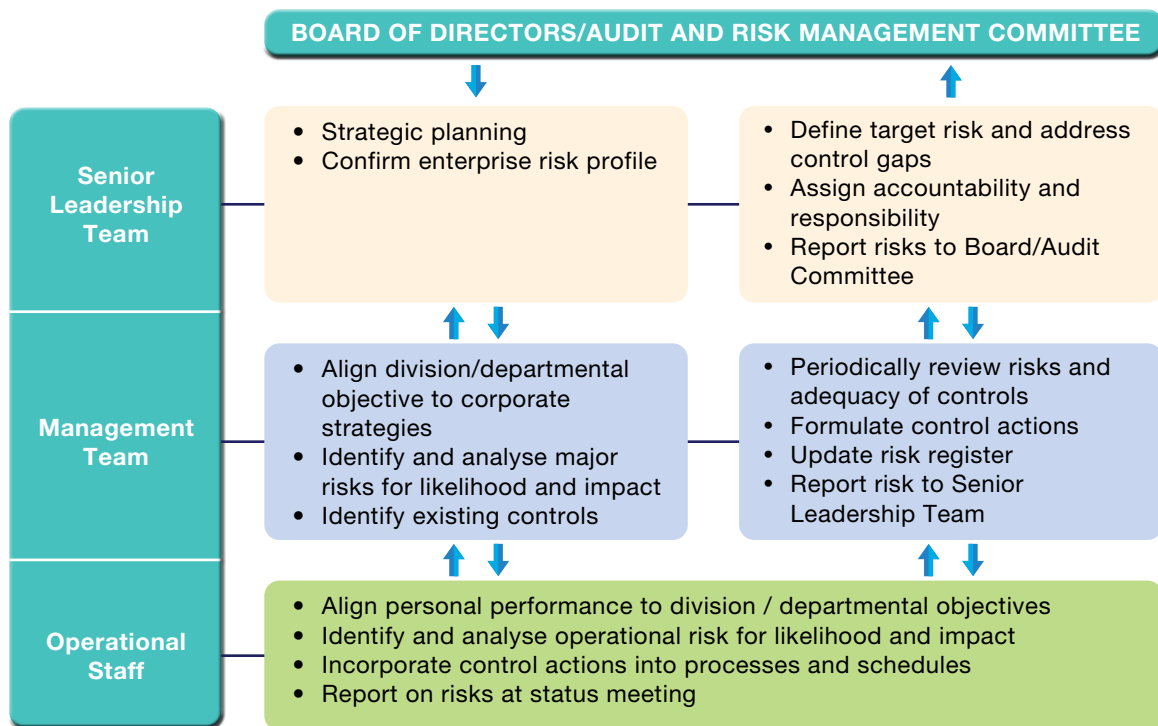 BOARD OF DIRECTORS/AUDIT AND RISK MANAGEMENT COMMITTEE
Senior
Leadership
Team
• Strategic planning
• Confirm enterprise risk profile
• Define target risk and address
control gaps
• Assign accountability and
responsibility
• Report risks to Board/Audit
Committee
Management
Team
• Align division/departmental
objective to corporate
strategies
• Identify and analyse major
risks for likelihood and impact
• Identify existing controls
• Periodically review risks and
adequacy of controls
• Formulate control actions
• Update risk register
• Report risk to Senior
Leadership Team
Operational
Staff
• Align personal performance to division / departmental objectives
• Identify and analyse operational risk for likelihood and impact
• Incorporate control actions into processes and schedules
• Report on risks at status meeting